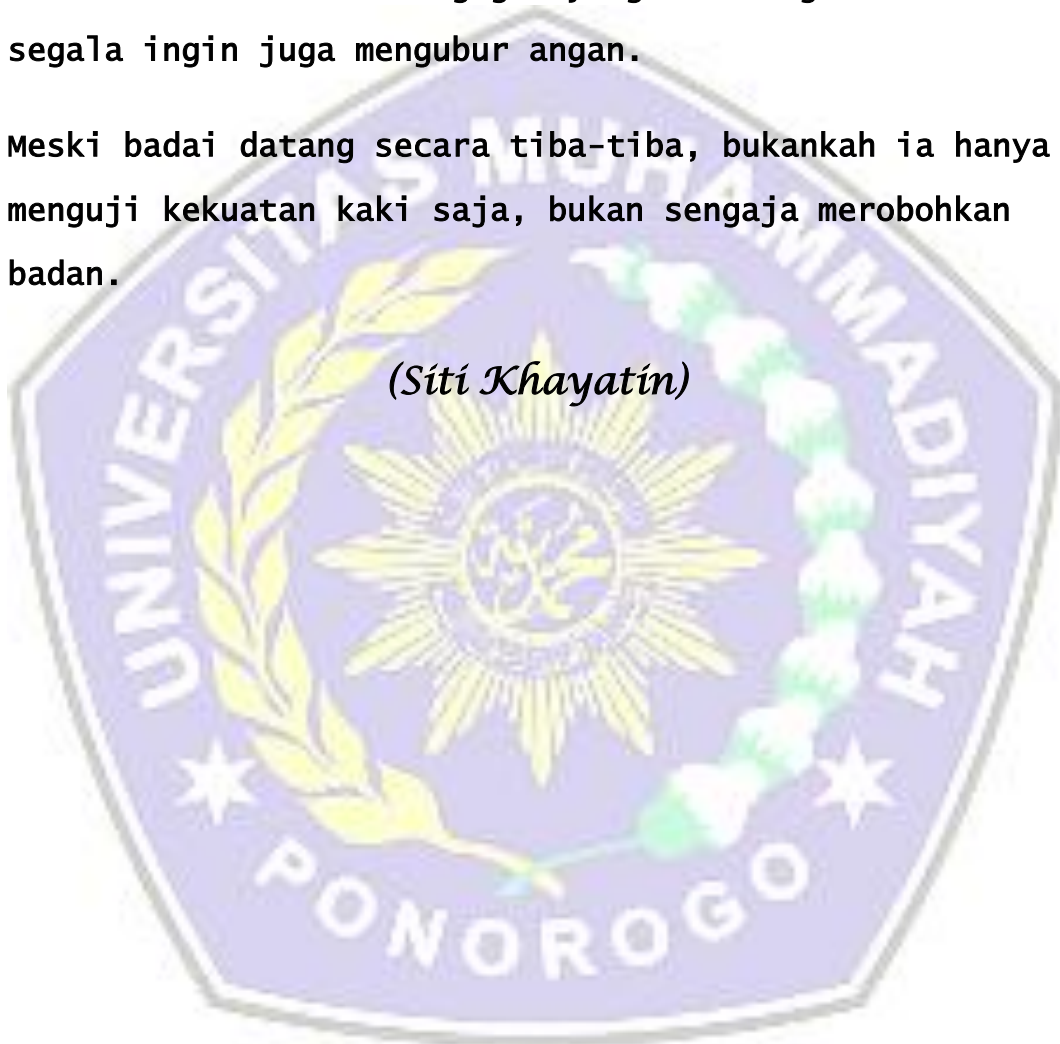 segala ingin juga mengubur angan.
Meski badai datang secara tiba-tiba, bukankah ia hanya
menguji kekuatan kaki saja, bukan sengaja merobohkan
badan.
(Siti Khayatin)
UNIVERSITAS MUHAMMADIYAH
PONOROGO